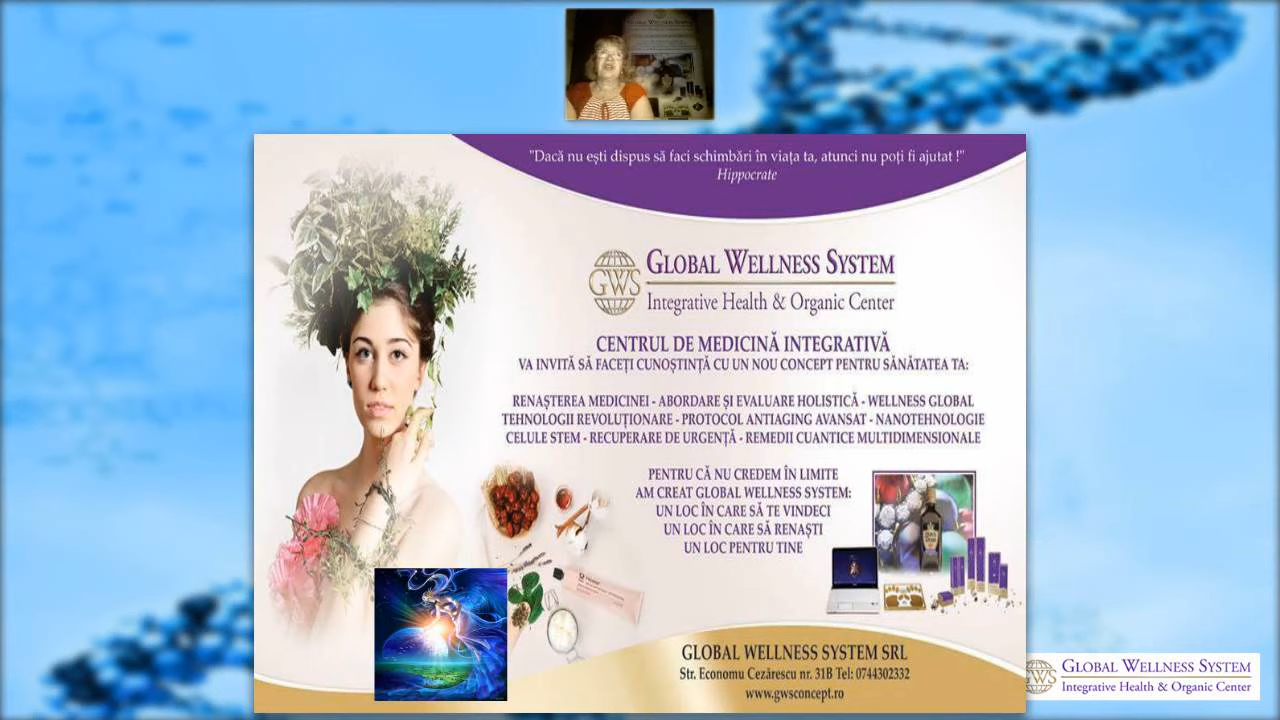 "Dacă nu ești dispus să faci schimbări în viața ta, atunci nu poți fi ajutat !"
Hippocrate
GWS
GLOBAL WELLNESS SYSTEM
Integrative Health & Organic Center
CENTRUL DE MEDICINĂ INTEGRATIVĂ
VA INVITĂ SĂ FACEȚI CUNOȘTINȚĂ CU UN NOU CONCEPT PENTRU SĂNĂTATEA TA:
RENAȘTEREA MEDICINEI - ABORDARE ȘI EVALUARE HOLISTICĂ - WELLNESS GLOBAL
TEHNOLOGII REVOLUȚIONARE - PROTOCOL ANTIAGING AVANSAT - NANOTEHNOLOGIE
CELULE STEM - RECUPERARE DE URGENȚĂ - REMEDII CUANTICE MULTIDIMENSIONALE
PENTRU CĂ NU CREDEM ÎN LIMITE
AM CREAT GLOBAL WELLNESS SYSTEM:
UN LOC ÎN CARE SĂ TE VINDECI
UN LOC ÎN CARE SĂ RENAȘTI
UN LOC PENTRU TINE
GLOBAL WELLNESS SYSTEM SRL
Str. Economu Cezărescu nr. 31B Tel: 0744302332
www.gwsconcept.ro
GWS
GLOBAL WELLNESS SYSTEM
Integrative Health & Organic Center